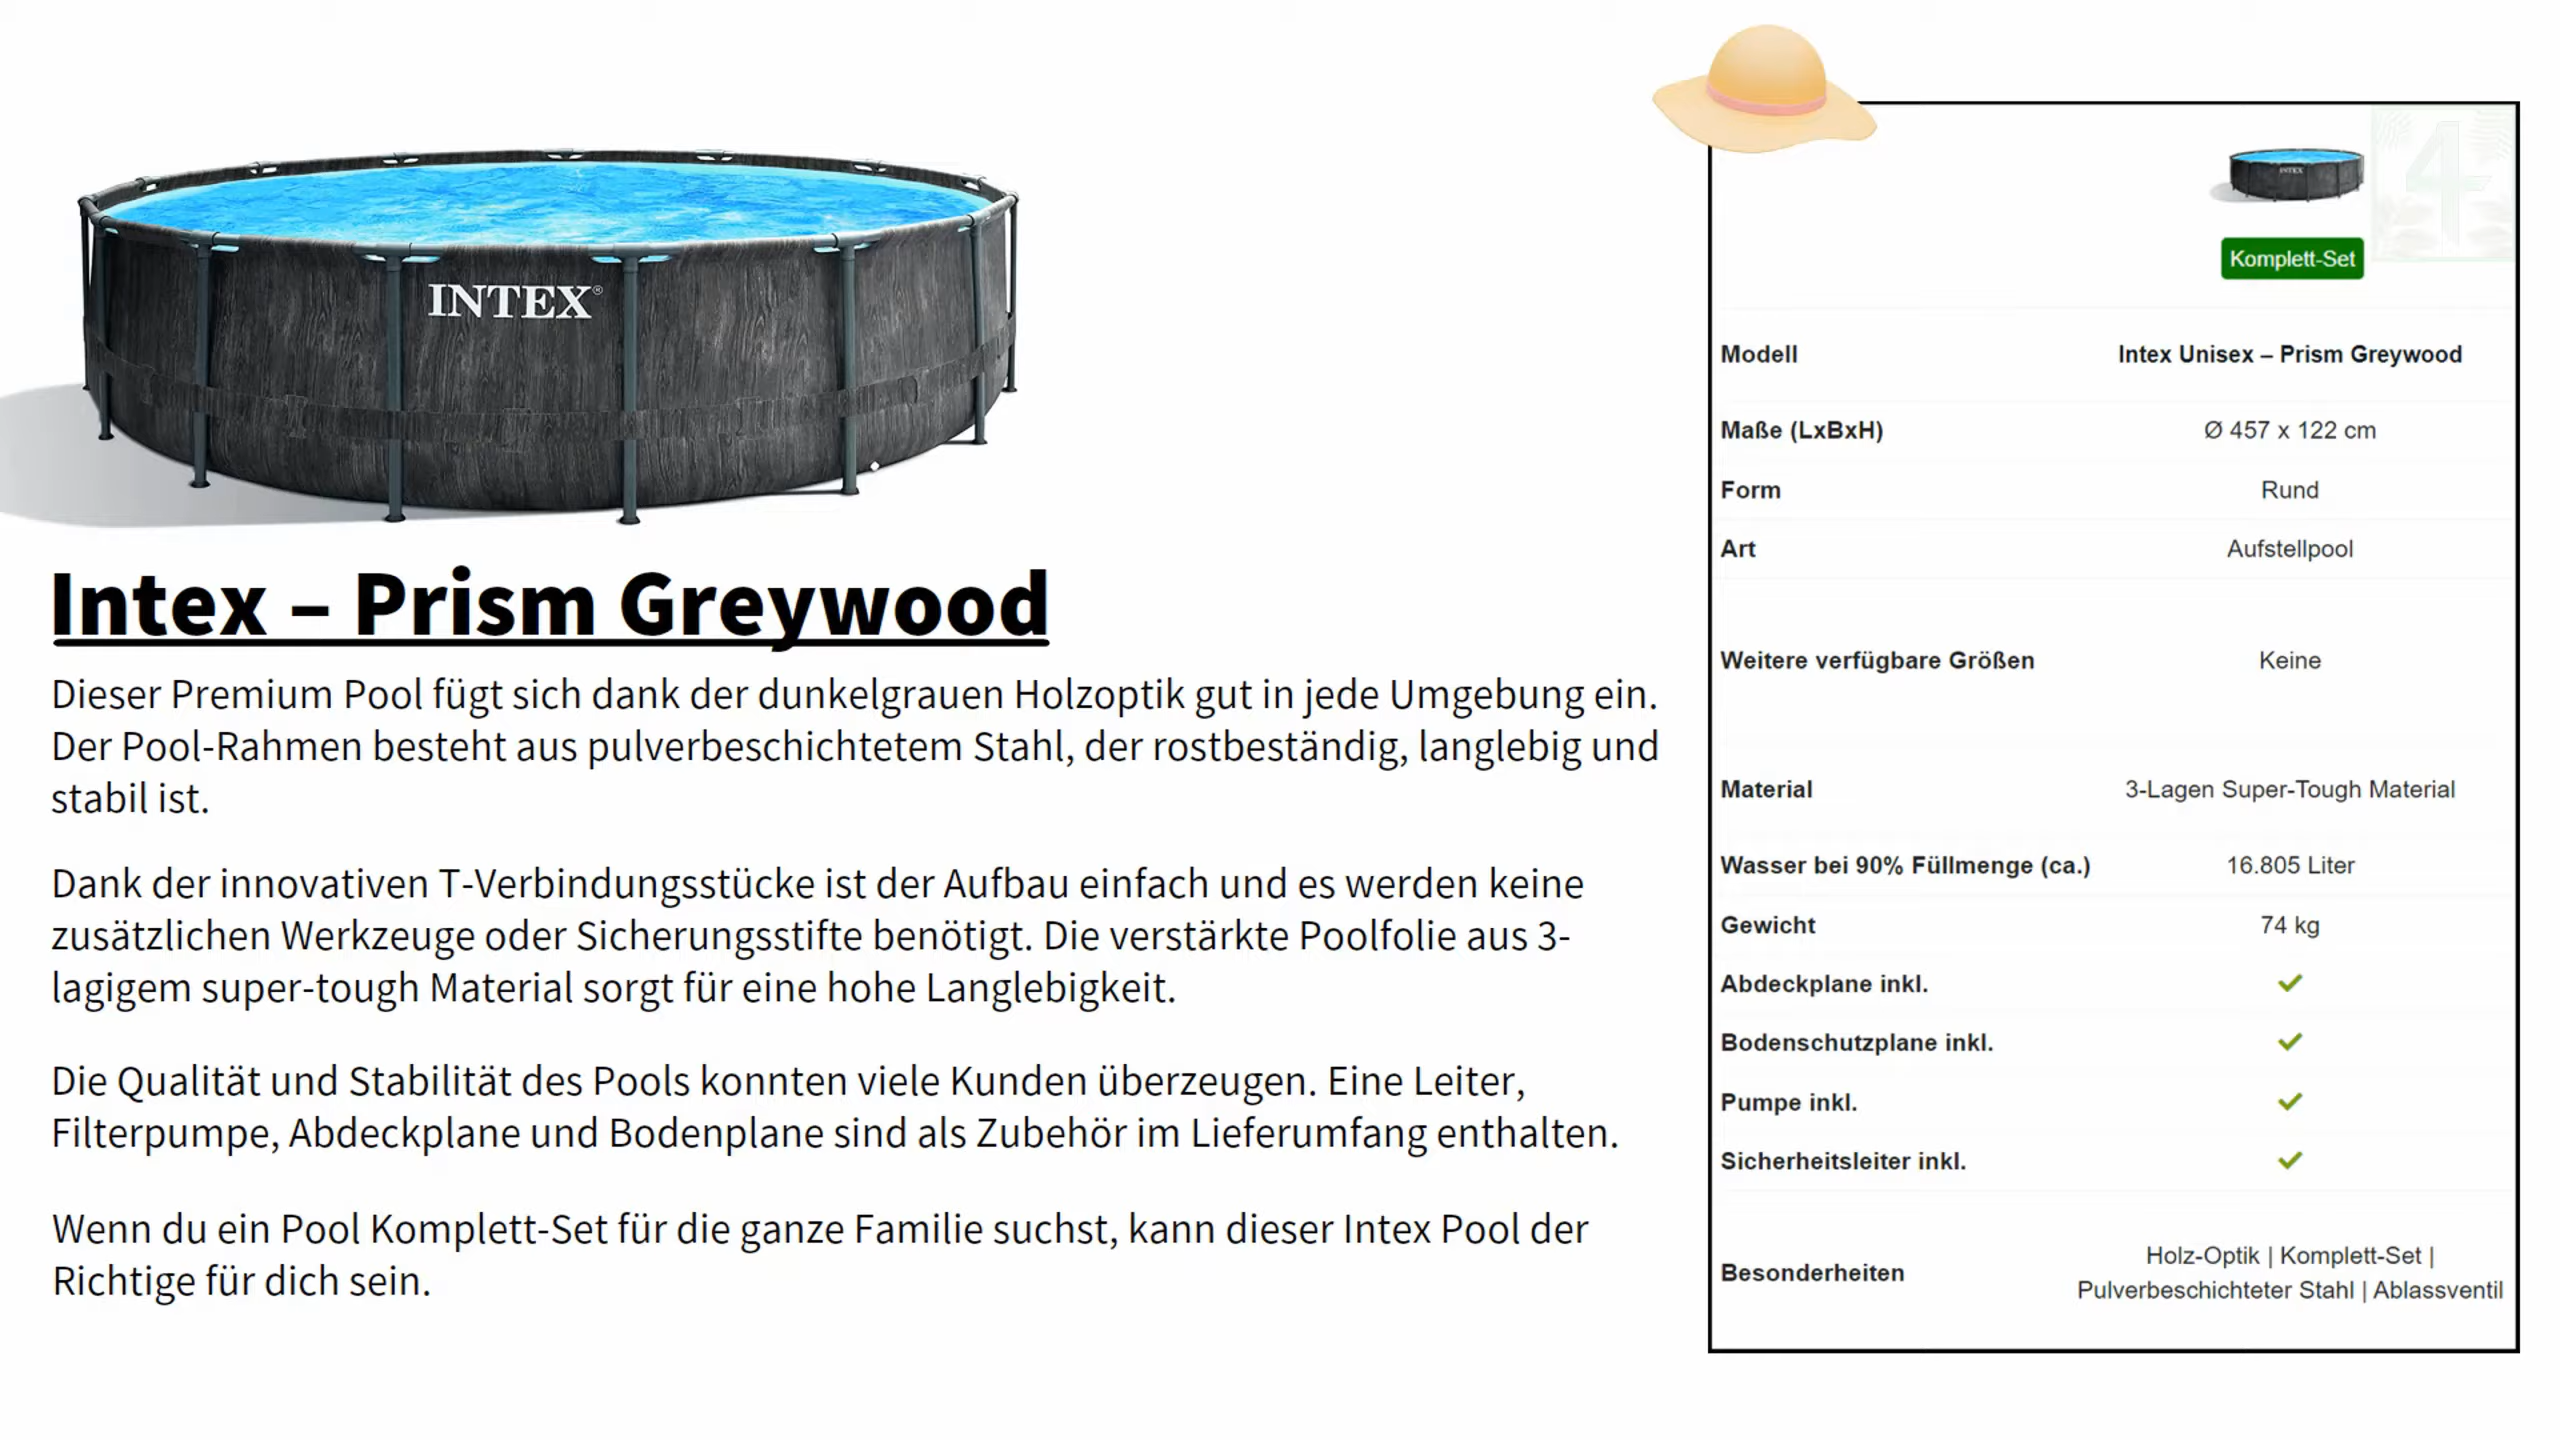 INTEX®
Intex – Prism Greywood
Dieser Premium Pool fügt sich dank der dunkelgrauen Holzoptik gut in jede Umgebung ein.
Der Pool-Rahmen besteht aus pulverbeschichtetem Stahl, der rostbeständig, langlebig und
stabil ist.
Dank der innovativen T-Verbindungsstücke ist der Aufbau einfach und es werden keine
zusätzlichen Werkzeuge oder Sicherungsstifte benötigt. Die verstärkte Poolfolie aus 3-
lagigem super-tough Material sorgt für eine hohe Langlebigkeit.
Die Qualität und Stabilität des Pools konnten viele Kunden überzeugen. Eine Leiter,
Filterpumpe, Abdeckplane und Bodenplane sind als Zubehör im Lieferumfang enthalten.
Wenn du ein Pool Komplett-Set für die ganze Familie suchst, kann dieser Intex Pool der
Richtige für dich sein.
INTEX
4
Komplett-Set
Modell Intex Unisex – Prism Greywood
Maße (LxBxH) Ø 457 x 122 cm
Form Rund
Art Aufstellpool
Weitere verfügbare Größen Keine
Material 3-Lagen Super-Tough Material
Wasser bei 90% Füllmenge (ca.) 16.805 Liter
Gewicht 74 kg
Abdeckplane inkl. ✓
Bodenschutzplane inkl. ✓
Pumpe inkl. ✓
Sicherheitsleiter inkl. ✓
Besonderheiten Holz-Optik | Komplett-Set |
Pulverbeschichteter Stahl | Ablassventil